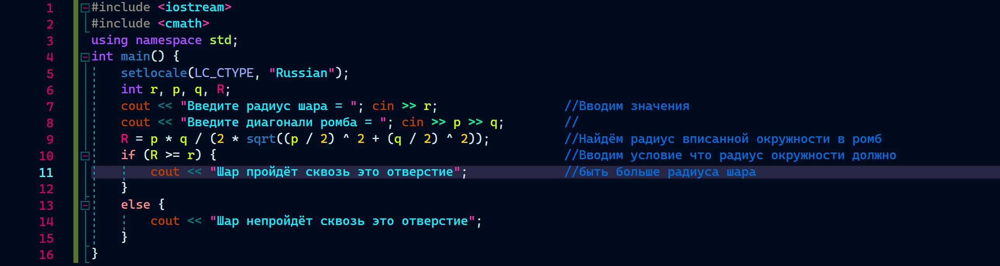 1 #include <iostream>
2 #include <cmath>
3 using namespace std;
4 int main() {
5 setlocale(LC_CTYPE, "Russian");
6 int r, p, q, R;
7 cout << "Введите радиус шара = "; cin >> r; //Вводим значения
8 cout << "Введите диагонали ромба = "; cin >> p >> q; //
9 R = p * q / (2 * sqrt((p / 2) ^ 2 + (q / 2) ^ 2)); //Найдём радиус вписанной окружности в ромб
10 if (R >= r) { //Вводим условие что радиус окружности должно
11 cout << "Шар пройдёт сквозь это отверстие"; //быть больше радиуса шара
12 }
13 else {
14 cout << "Шар непройдёт сквозь это отверстие";
15 }
16 }